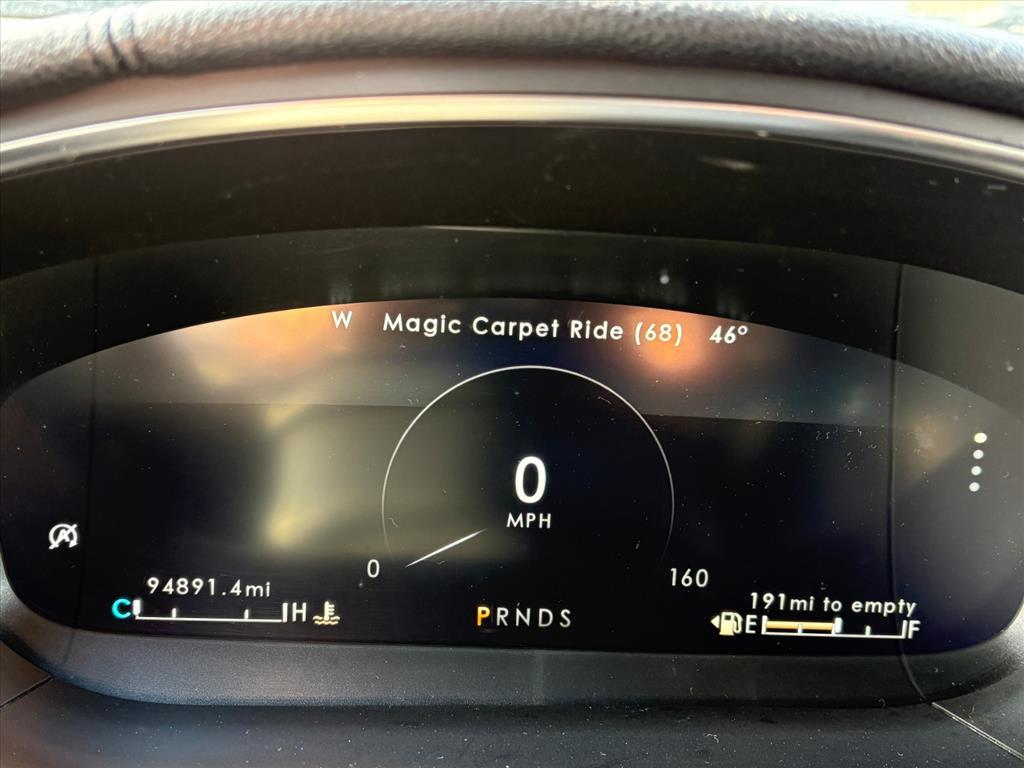 W Magic Carpet Ride (68) 46°
0
MPH
0 160
94891.4mi
C H
PRNDS
191mi to empty
E F
A